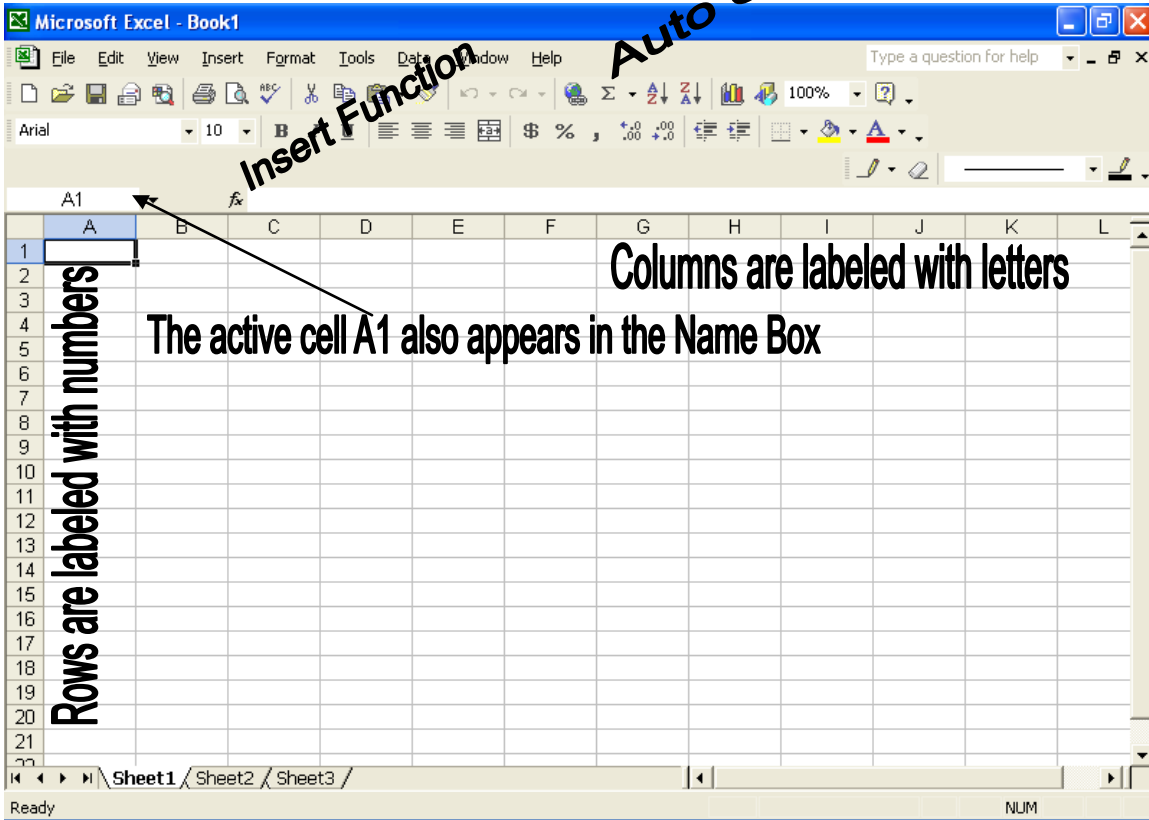 Microsoft Excel - Book1
Auto
File Edit View Insert Format Tools Data Window Help Type a question for help
Insert Function
100%
Arial 10 B U $ % ,
A1 fx
A B C D E F G H I J K L
1
2
3
4
5
6
7
8
9
10
11
12
13
14
15
16
17
18
19
20
21
22
Columns are labeled with letters
The active cell A1 also appears in the Name Box
Rows are labeled with numbers
Sheet1 Sheet2 Sheet3
Ready NUM